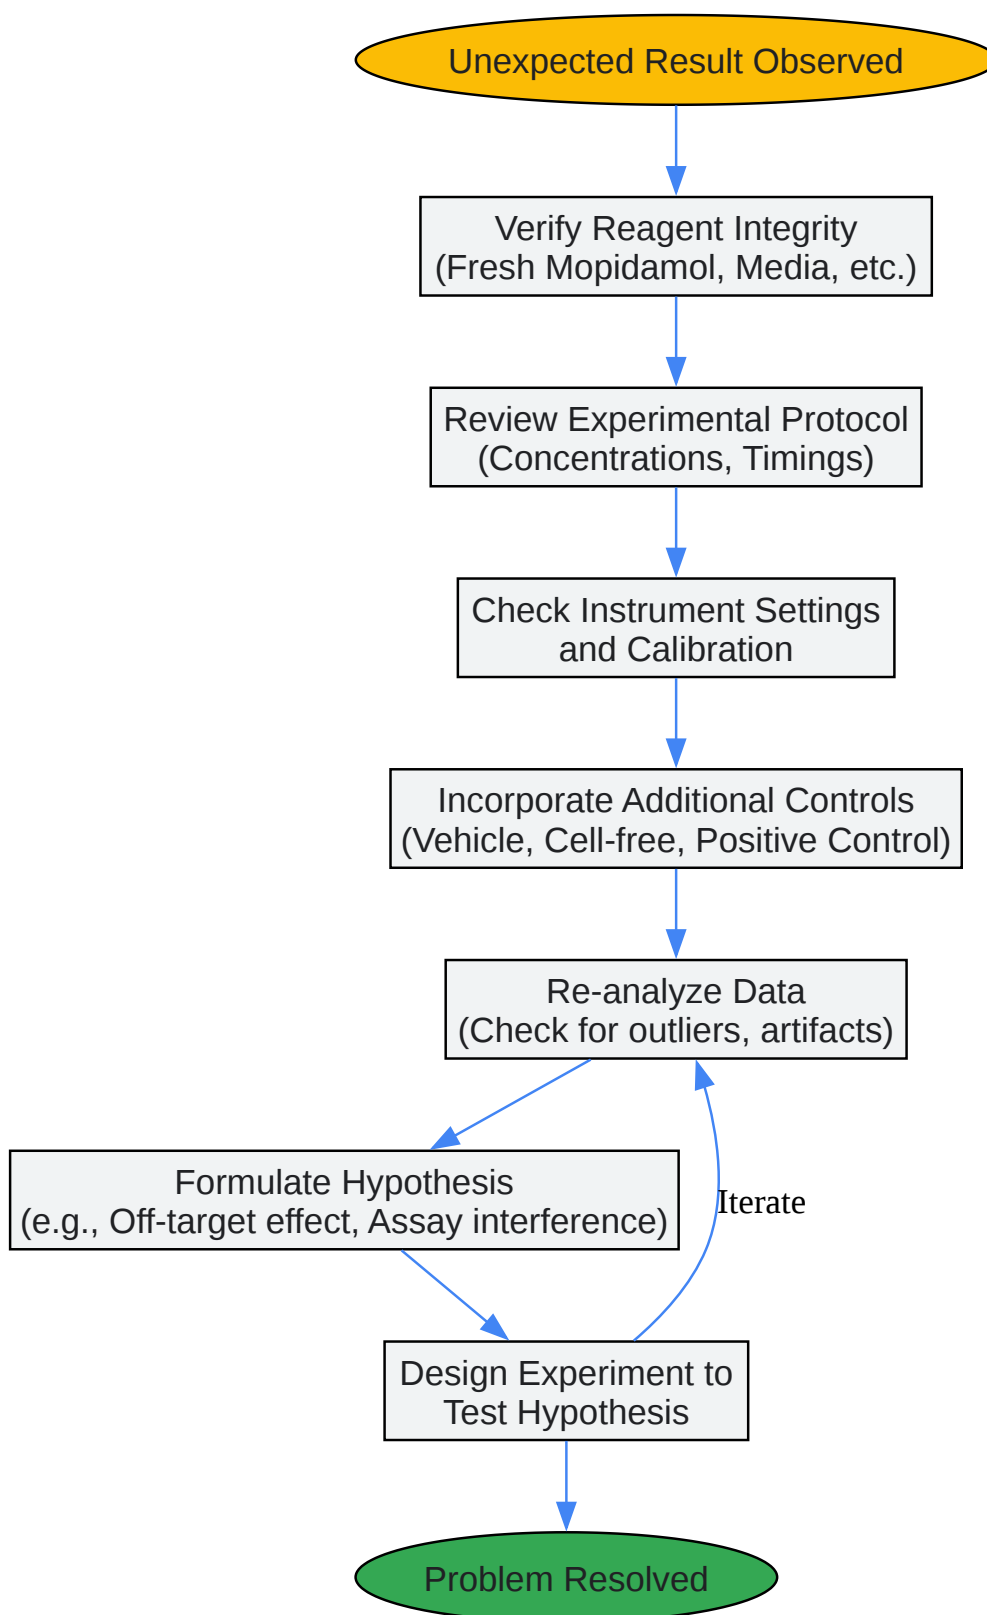 Unexpected Result Observed
Verify Reagent Integrity
(Fresh Mopidamol, Media, etc.)
Review Experimental Protocol
(Concentrations, Timings)
Check Instrument Settings
and Calibration
Incorporate Additional Controls
(Vehicle, Cell-free, Positive Control)
Re-analyze Data
(Check for outliers, artifacts)
Formulate Hypothesis
(e.g., Off-target effect, Assay interference)
Iterate
Design Experiment to
Test Hypothesis
Problem Resolved